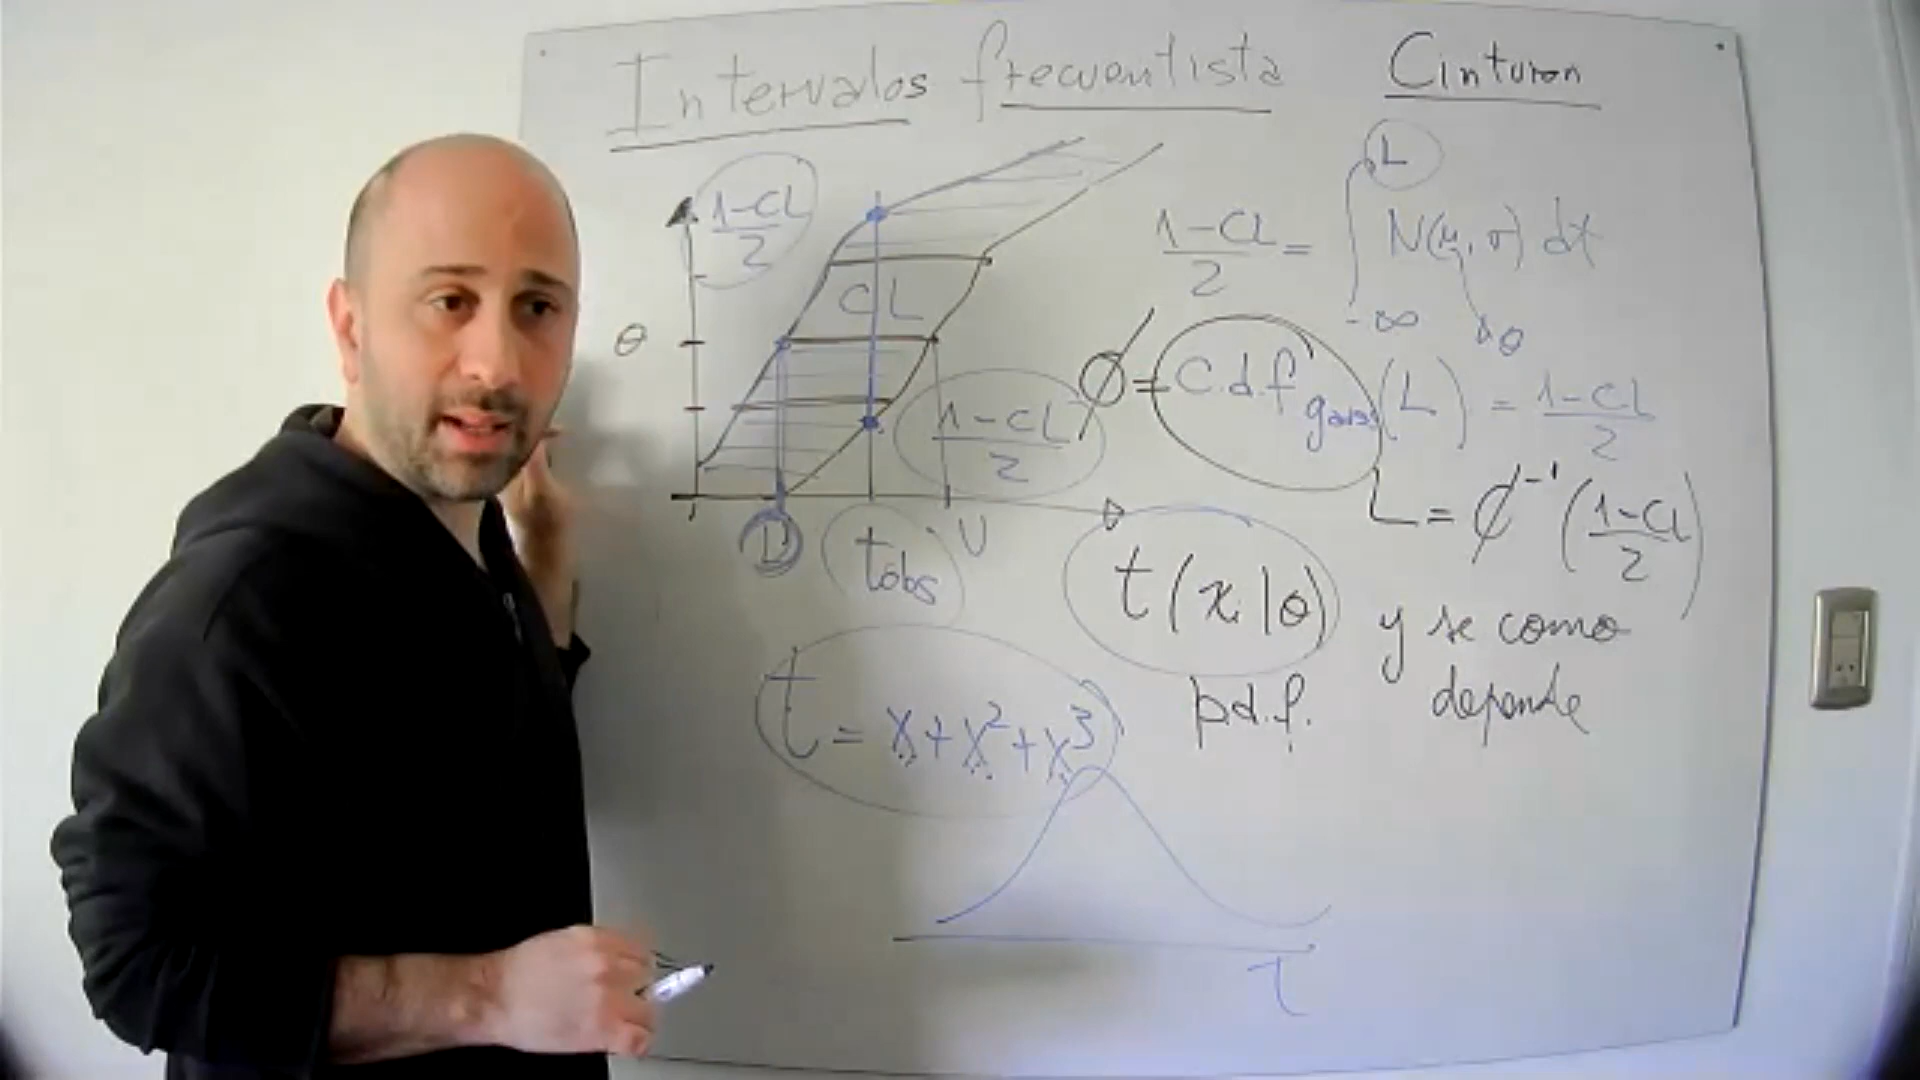 Intervalos frecuentista Cinturon
1-CL / 2
CL
θ
1-CL / 2
L
tobs
U
t(x|θ)
p.d.f.
t = x + x² + x³
t
1-CL / 2 = ∫ -∞ L N(μ, σ) dt
θ
ϕ = c.d.f gauss (L) = 1-CL / 2
L = ϕ⁻¹ (1-CL / 2)
y se como
depende